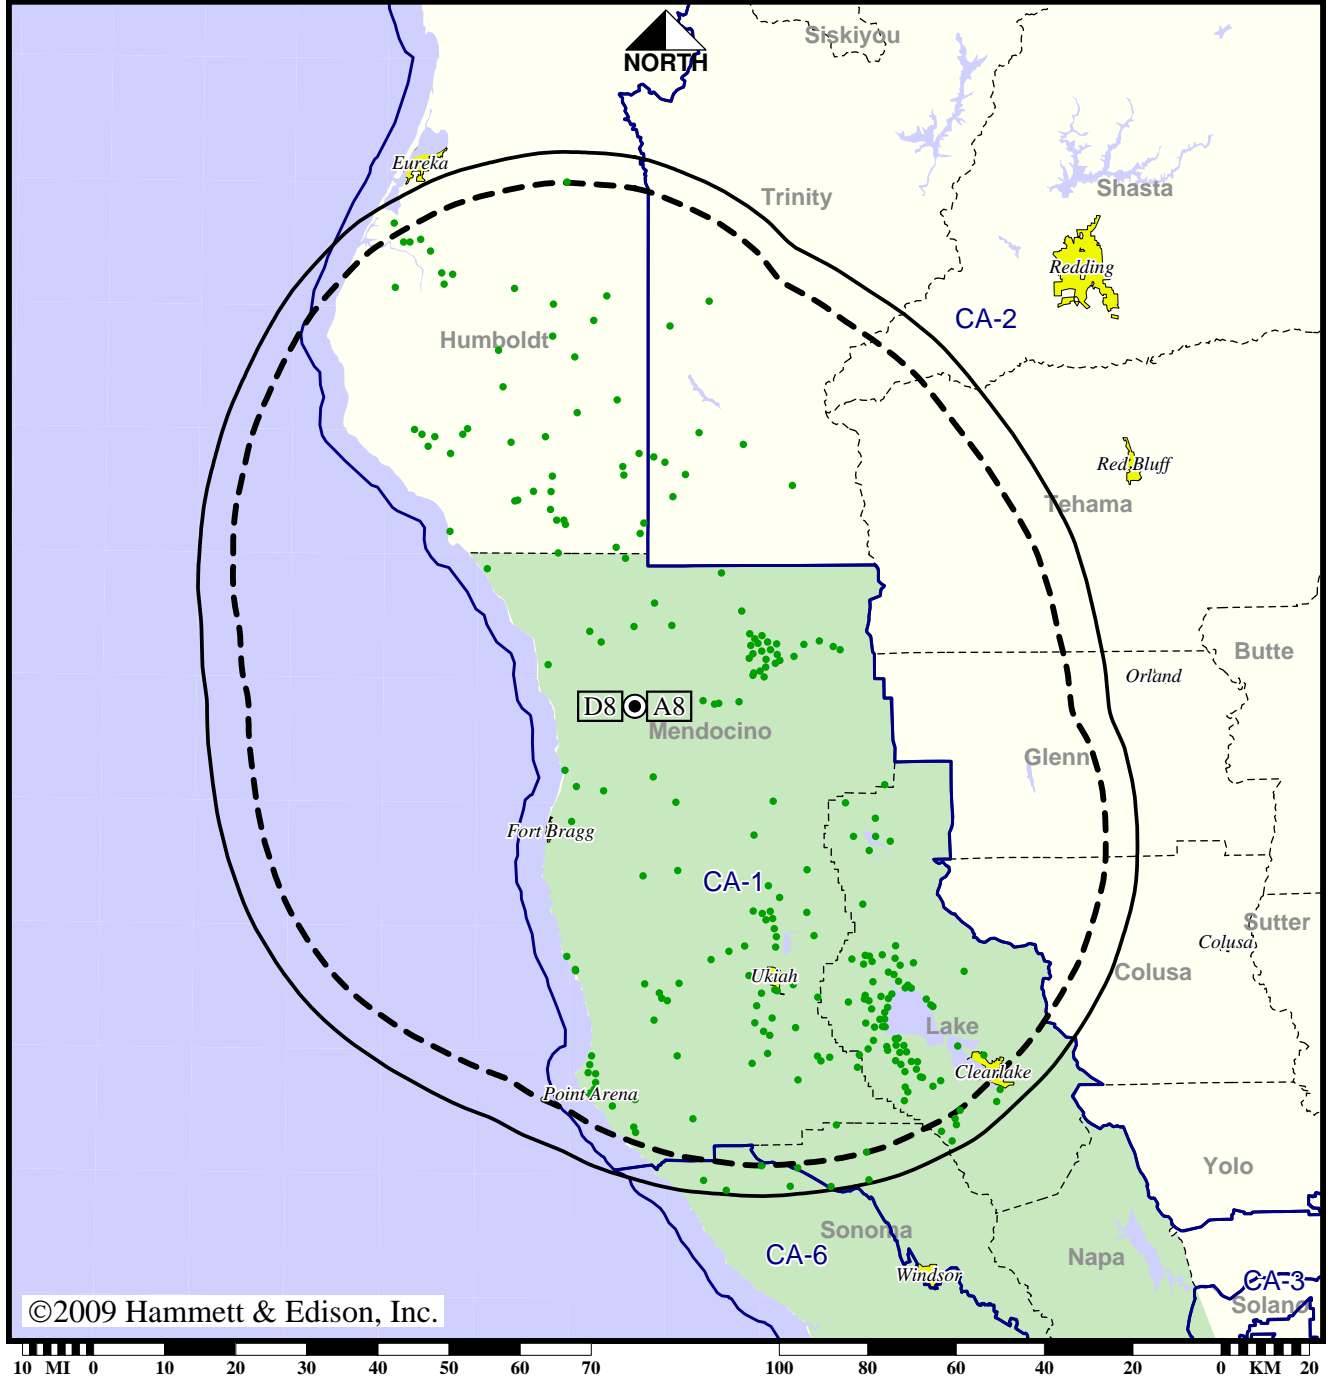 Siskiyou
NORTH
Eureka
Trinity
Shasta
Redding
CA-2
Humboldt
Red Bluff
Tehama
Butte
Orland
D8 A8
Mendocino
Glenn
Fort Bragg
CA-1
Sutter
Colusa
Colusa
Ukiah
Lake
Clearlake
Point Arena
Yolo
Sonoma
CA-6
Napa
Windsor
CA-3
Solano
©2009 Hammett & Edison, Inc.
10 MI 0 10 20 30 40 50 60 70 100 80 60 40 20 0 KM 20